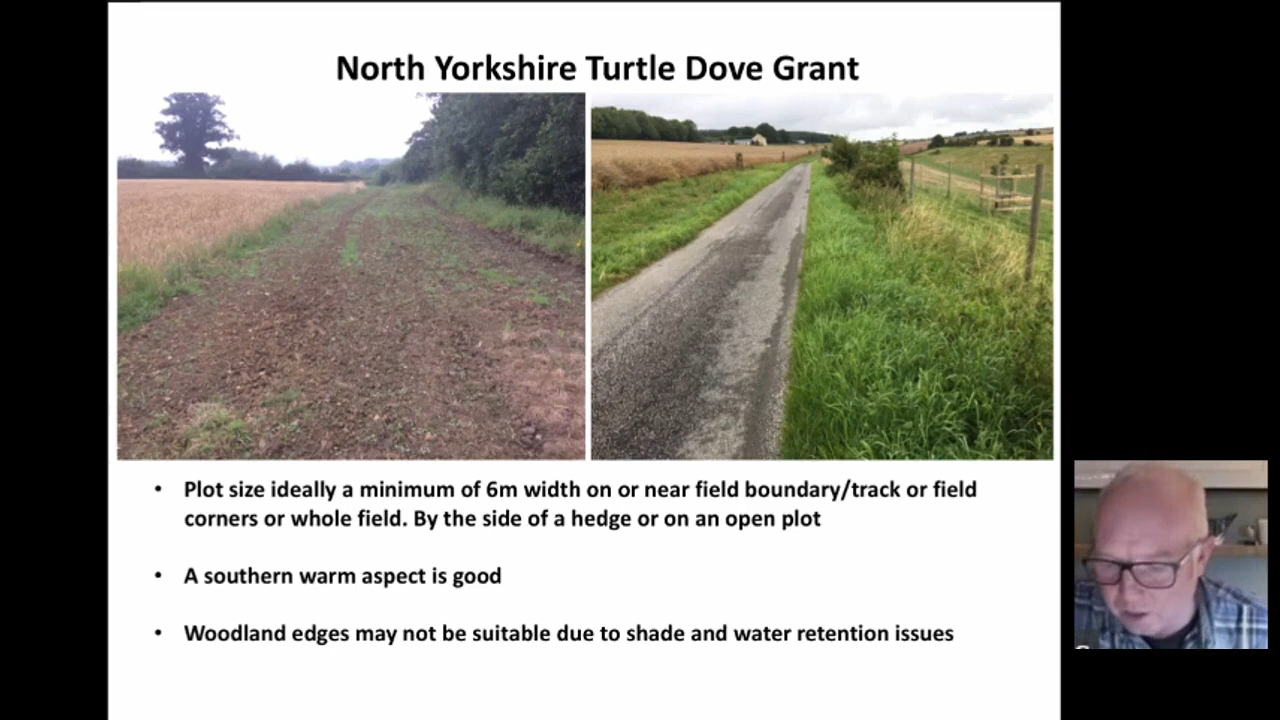 North Yorkshire Turtle Dove Grant
• Plot size ideally a minimum of 6m width on or near field boundary/track or field
corners or whole field. By the side of a hedge or on an open plot
• A southern warm aspect is good
• Woodland edges may not be suitable due to shade and water retention issues